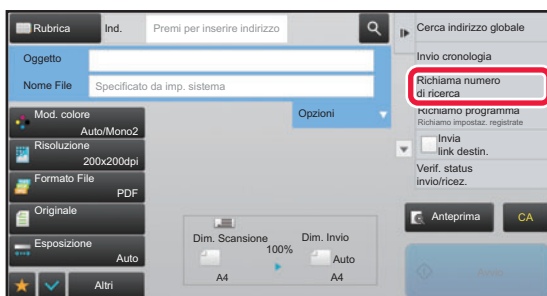 Rubrica
Ind.
Premi per inserire indirizzo
Oggetto
Nome File
Specificato da imp. sistema
Opzioni
Mod. colore
Auto/Mono2
Risoluzione
200x200dpi
Formato File
PDF
Originale
Esposizione
Auto
Altri
Dim. Scansione
100%
Dim. Invio
Auto
A4
A4
Cerca indirizzo globale
Invio cronologia
Richiama numero
di ricerca
Richiamo programma
Richiamo impostaz. registrate
Invia
link destin.
Verif. status
invio/ricez.
Anteprima
CA
Avvio